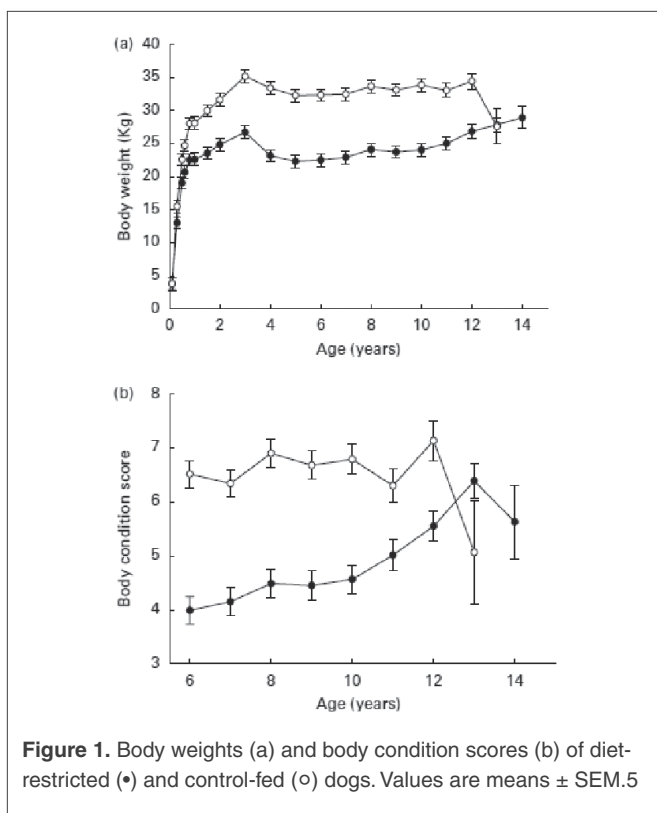 (a)
40
35
30
25
20
15
10
5
0
Body weight (Kg)
0 2 4 6 8 10 12 14
Age (years)
(b)
8
7
6
5
4
3
Body condition score
6 8 10 12 14
Age (years)
Figure 1. Body weights (a) and body condition scores (b) of diet-
restricted (•) and control-fed (○) dogs. Values are means ± SEM.5